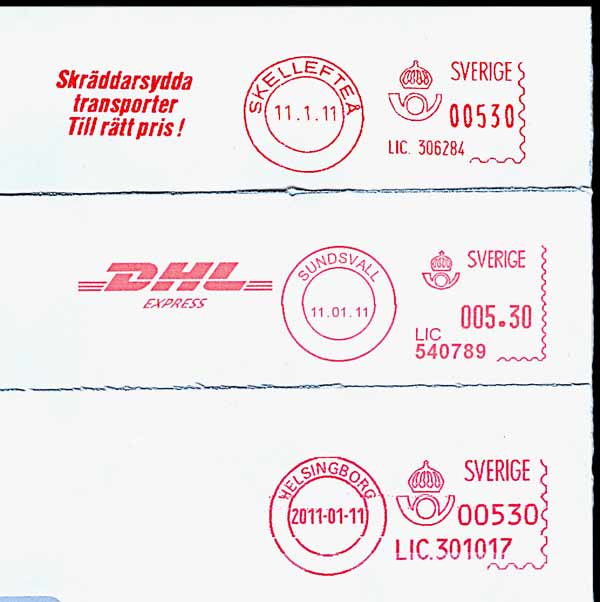 Skräddarsydda
transporter
Till rätt pris!
SKELLEFTEÅ
11.1.11
SVERIGE
00530
LIC. 306284
DHL
EXPRESS
SUNDSVALL
11.01.11
SVERIGE
005.30
LIC
540789
HELSINGBORG
2011-01-11
SVERIGE
00530
LIC.301017